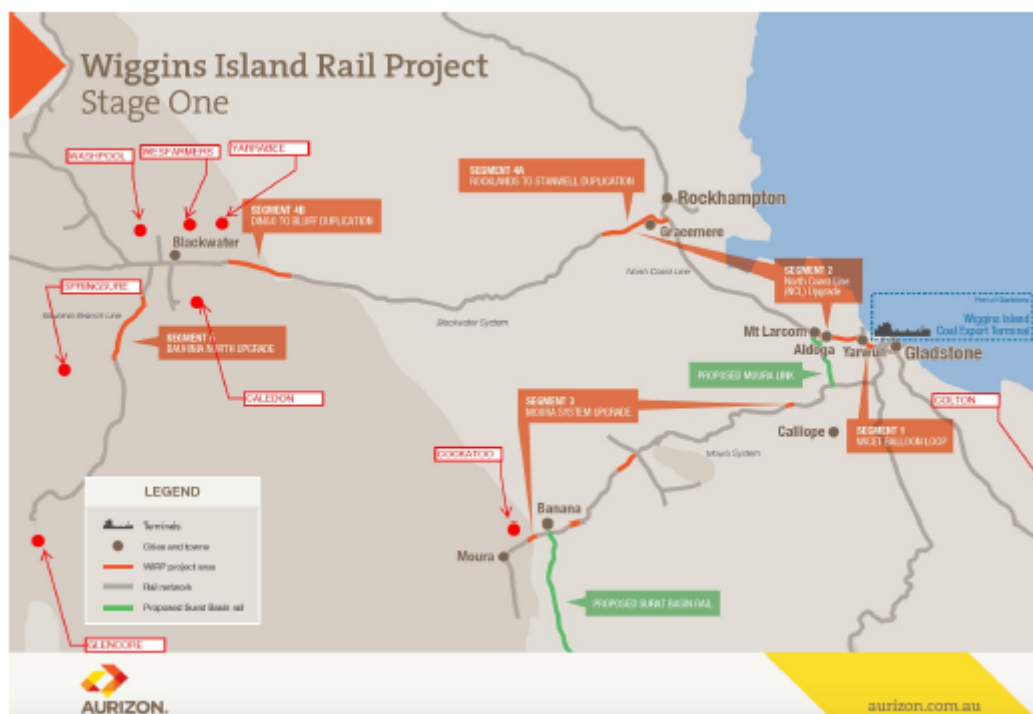 Wiggins Island Rail Project
Stage One
WASHPOOL
WESFARMERS
YARRABEE
SEGMENT 4A
ROCKLANDS TO STANWELL DUPLICATION
Rockhampton
SEGMENT 4B
DINGO TO BLUFF DUPLICATION
Gracemere
Blackwater
North Coast Line
SEGMENT 2
North Coast Line
(NCL) Upgrade
SPRINGSURE
Port of Gladstone
Wiggins Island
Coal Export Terminal
Bauhinia Branch Line
Blackwater System
Mt Larcom
Aldoga
Yarwun
Gladstone
BAUHINIA NORTH UPGRADE
PROPOSED MOURA LINK
CALEDON
SEGMENT 3
MOURA SYSTEM UPGRADE
COLTON
Calliope
SEGMENT 1
WICET BALLOON LOOP
COCKATOO
Moura System
LEGEND
Terminals
Cities and towns
WIRP project area
Rail network
Proposed Surat Basin rail
Banana
Moura
PROPOSED SURAT BASIN RAIL
GLENCORE
AURIZON.
aurizon.com.au